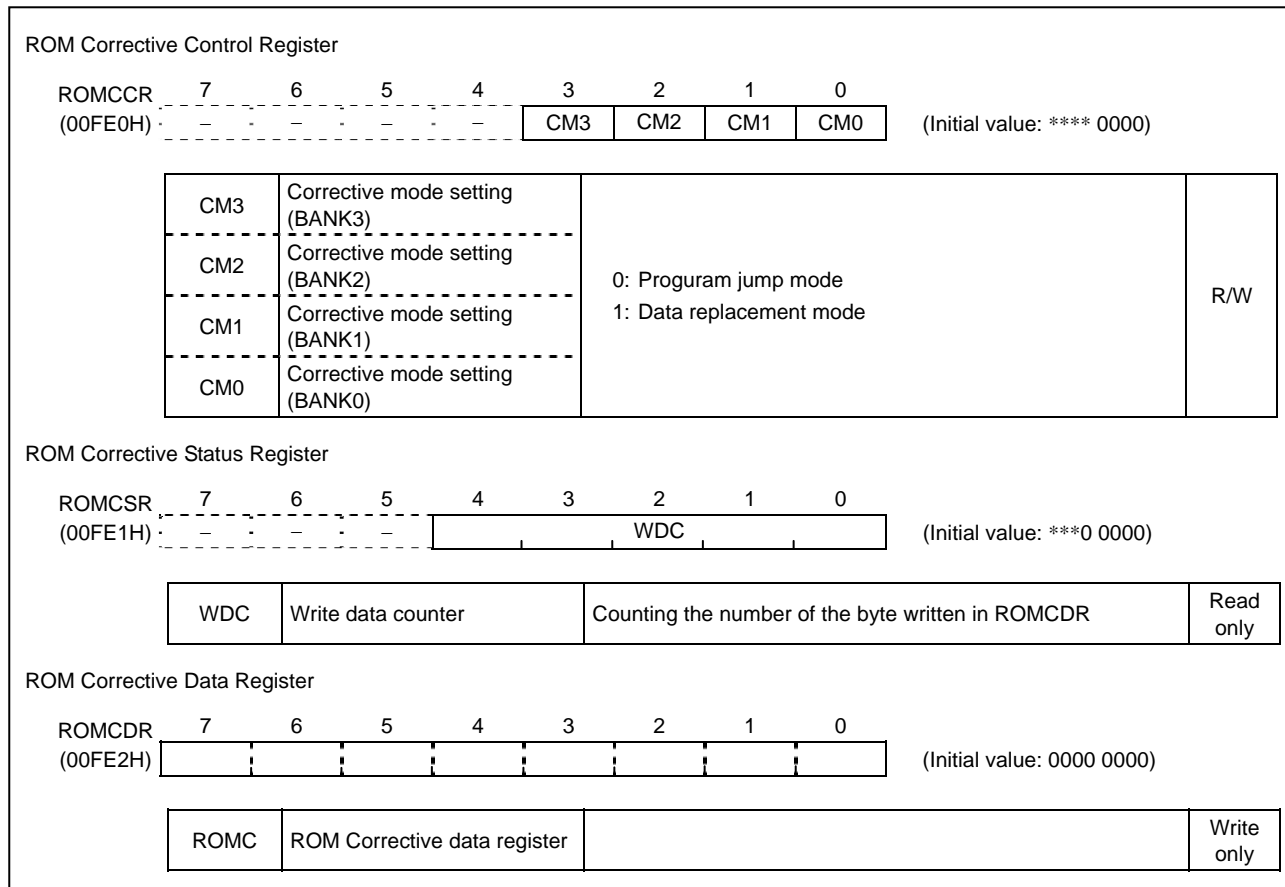 ROM Corrective Control Register
ROMCCR 7 6 5 4 3 2 1 0
(00FE0H) – – – – CM3 CM2 CM1 CM0 (Initial value: **** 0000)
CM3 Corrective mode setting
(BANK3)
CM2 Corrective mode setting
(BANK2)
CM1 Corrective mode setting
(BANK1)
CM0 Corrective mode setting
(BANK0)
0: Proguram jump mode
1: Data replacement mode
R/W
ROM Corrective Status Register
ROMCSR 7 6 5 4 3 2 1 0
(00FE1H) – – – WDC (Initial value: ***0 0000)
WDC Write data counter Counting the number of the byte written in ROMCDR Read
only
ROM Corrective Data Register
ROMCDR 7 6 5 4 3 2 1 0
(00FE2H) (Initial value: 0000 0000)
ROMC ROM Corrective data register Write
only